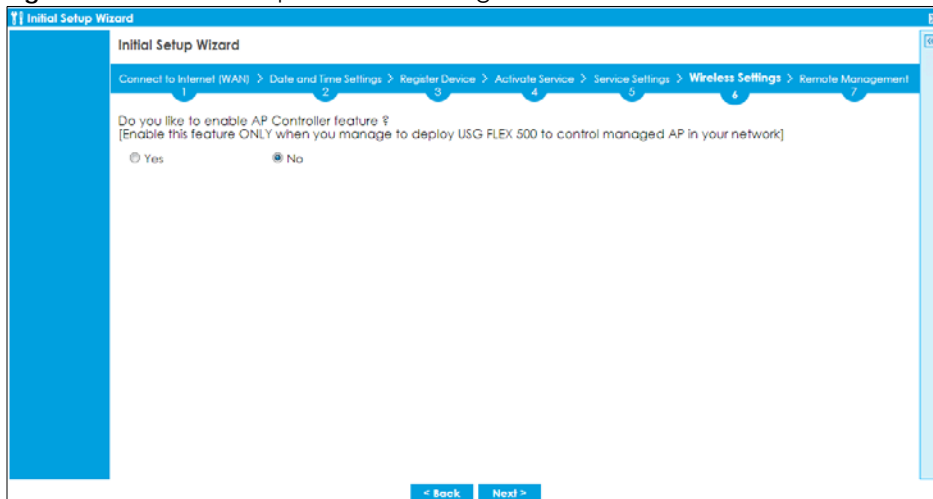 Initial Setup Wizard
Initial Setup Wizard
Connect to Internet (WAN) > Date and Time Settings > Register Device > Activate Service > Service Settings > Wireless Settings > Remote Management
1 2 3 4 5 6 7
Do you like to enable AP Controller feature ?
[Enable this feature ONLY when you manage to deploy USG FLEX 500 to control managed AP in your network]
Yes No
< Back Next >